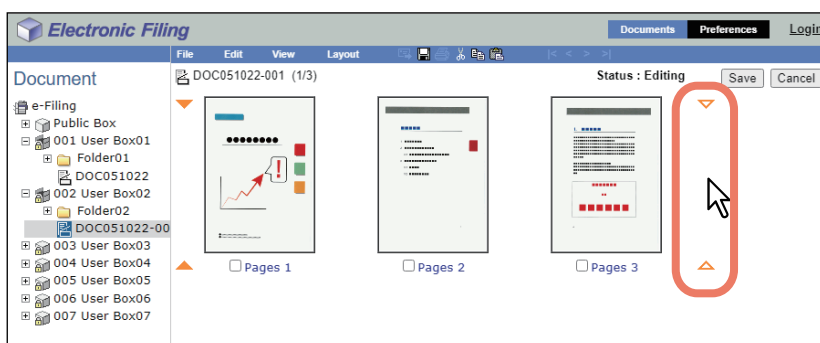 Electronic Filing
Documents Preferences Login
File Edit View Layout |< < > >|
Document
DOC051022-001 (1/3) Status : Editing Save Cancel
e-Filing
Public Box
001 User Box01
Folder01
DOC051022
002 User Box02
Folder02
DOC051022-00
003 User Box03
004 User Box04
005 User Box05
006 User Box06
007 User Box07
!
Pages 1 Pages 2 Pages 3